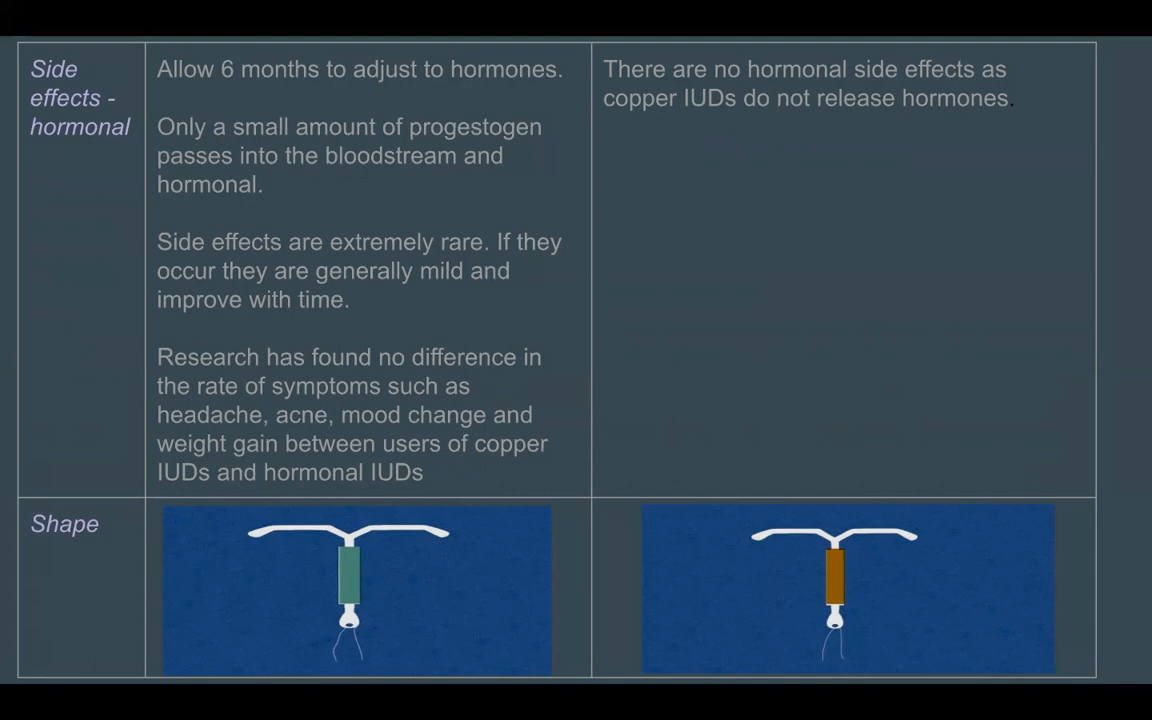 Side
effects -
hormonal
Allow 6 months to adjust to hormones.
Only a small amount of progestogen
passes into the bloodstream and
hormonal.
Side effects are extremely rare. If they
occur they are generally mild and
improve with time.
Research has found no difference in
the rate of symptoms such as
headache, acne, mood change and
weight gain between users of copper
IUDs and hormonal IUDs
There are no hormonal side effects as
copper IUDs do not release hormones.
Shape